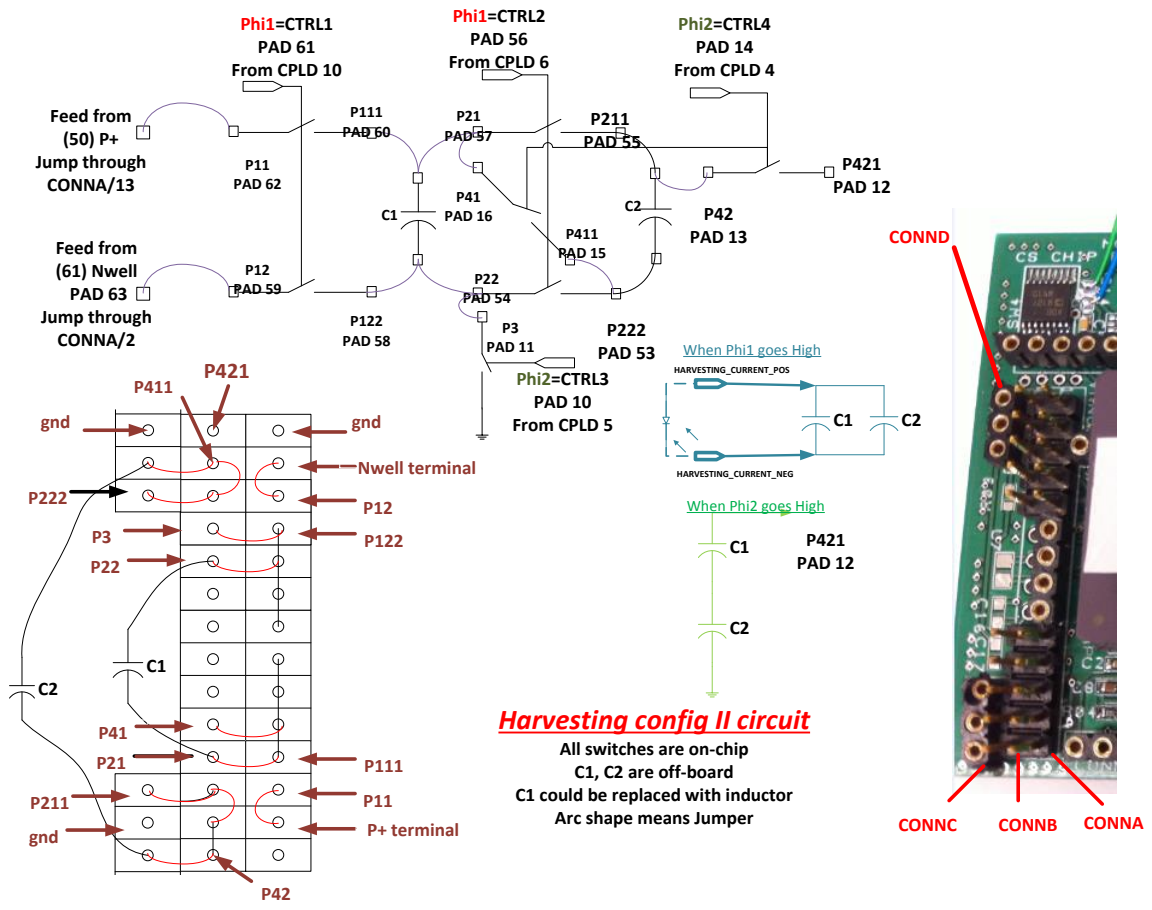 Phi1=CTRL1
PAD 61
From CPLD 10
Phi1=CTRL2
PAD 56
From CPLD 6
Phi2=CTRL4
PAD 14
From CPLD 4
Feed from
(50) P+
Jump through
CONNA/13
P111
PAD 60
P21
PAD 57
P211
PAD 55
P421
PAD 12
P11
PAD 62
P41
PAD 16
C1
C2
P42
PAD 13
P411
PAD 15
Feed from
(61) Nwell
PAD 63
Jump through
CONNA/2
P12
PAD 59
P22
PAD 54
P122
PAD 58
P3
PAD 11
P222
PAD 53
Phi2=CTRL3
PAD 10
From CPLD 5
When Phi1 goes High
HARVESTING_CURRENT_POS
C1
C2
HARVESTING_CURRENT_NEG
When Phi2 goes High
C1
P421
PAD 12
C2
P421
P411
gnd
gnd
Nwell terminal
P222
P12
P3
P122
P22
C1
C2
P41
P21
P111
P211
P11
gnd
P+ terminal
P42
Harvesting config II circuit
All switches are on-chip
C1, C2 are off-board
C1 could be replaced with inductor
Arc shape means Jumper
CONND
CS CHIP
CONNC
CONNB
CONNA